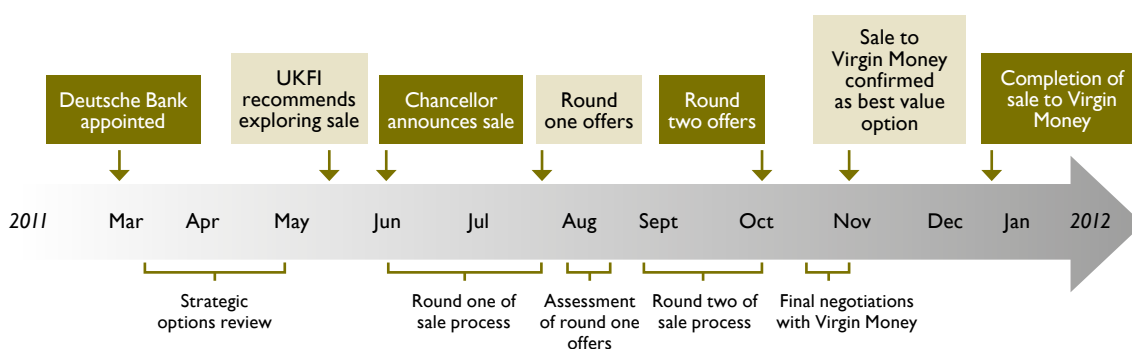 Deutsche Bank
appointed
UKFI
recommends
exploring sale
Chancellor
announces sale
Round
one offers
Round
two offers
Sale to
Virgin Money
confirmed
as best value
option
Completion of
sale to Virgin
Money
2011 Mar Apr May Jun Jul Aug Sept Oct Nov Dec Jan 2012
Strategic
options review
Round one of
sale process
Assessment
of round one
offers
Round two of
sale process
Final negotiations
with Virgin Money